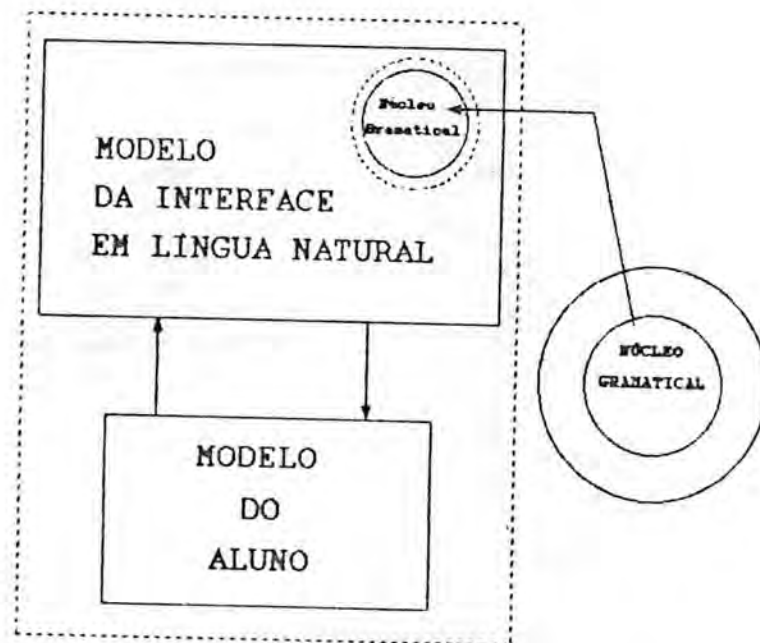 Núcleo
Gramatical
MODELO
DA INTERFACE
EM LÍNGUA NATURAL
NÚCLEO
GRAMATICAL
MODELO
DO
ALUNO